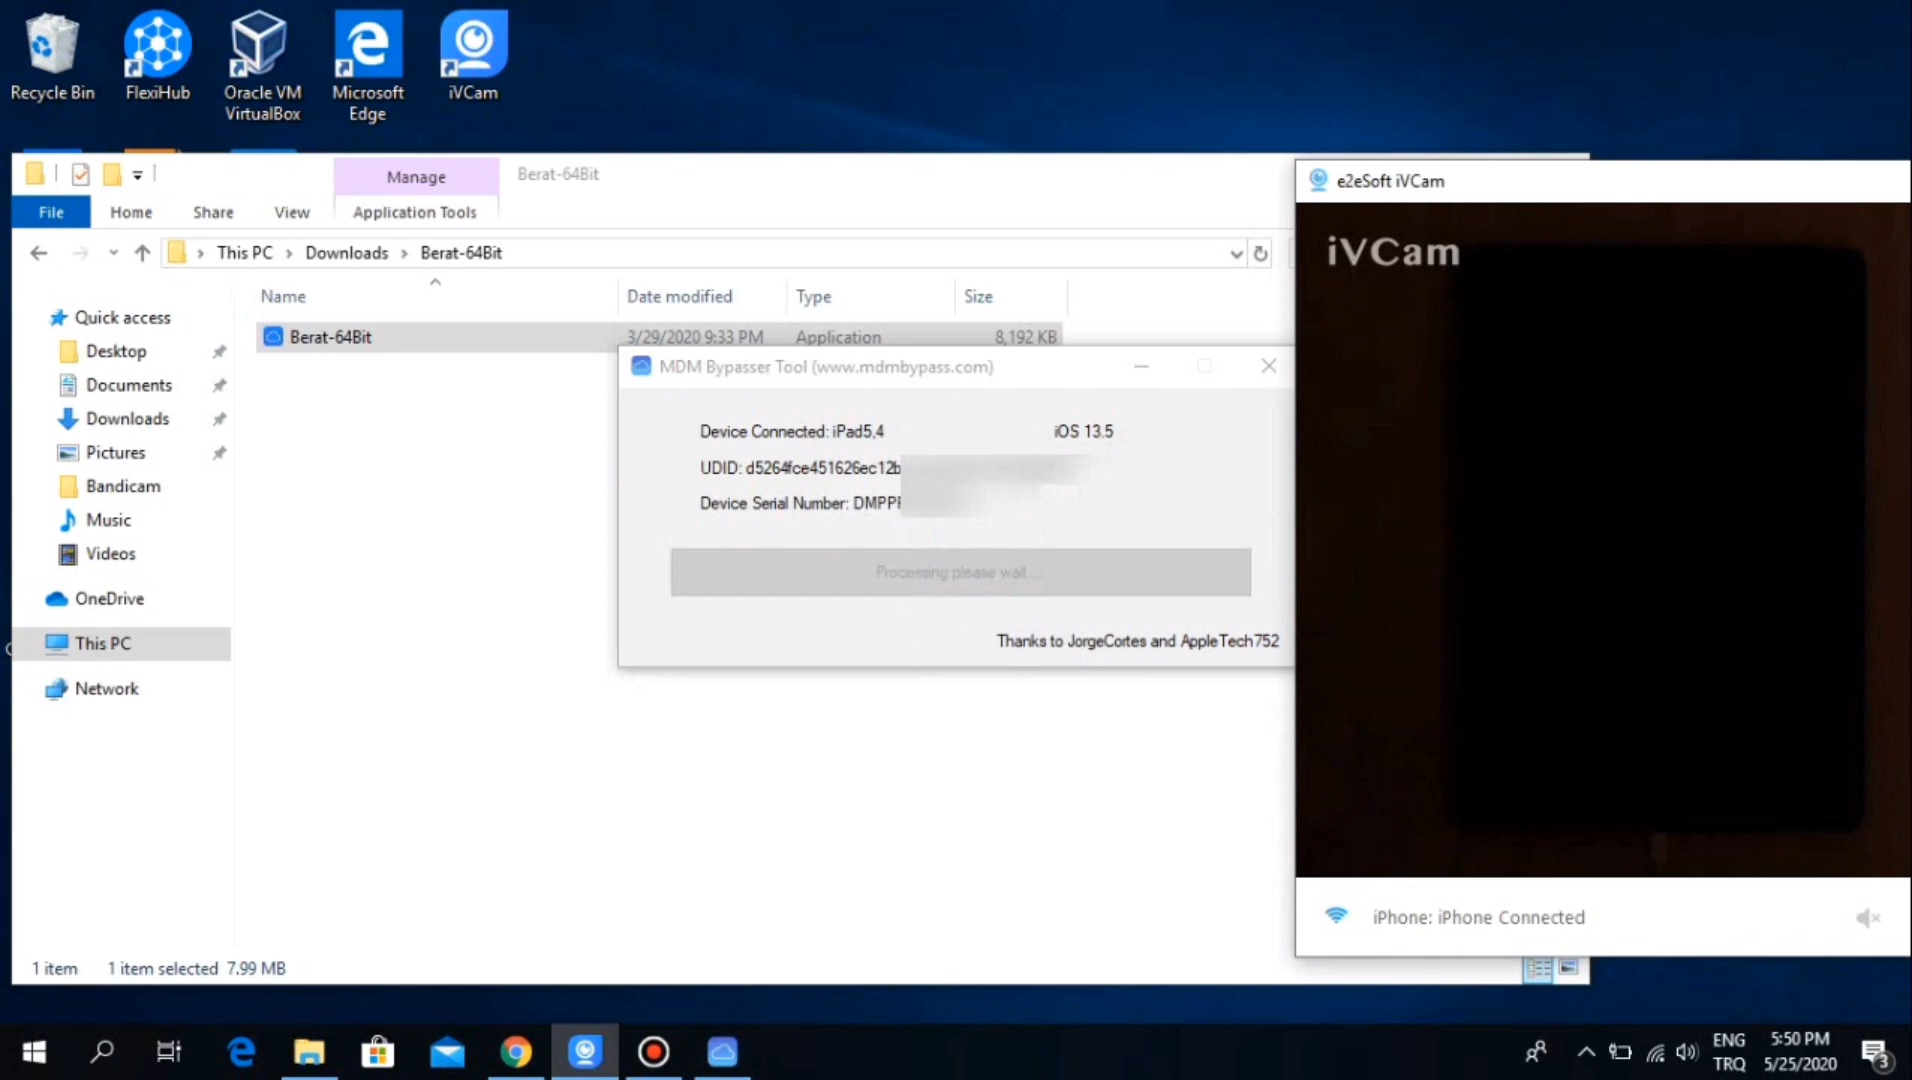 Recycle Bin
FlexiHub
Oracle VM
VirtualBox
Microsoft
Edge
iVCam
Manage
Berat-64Bit
File
Home
Share
View
Application Tools
This PC
Downloads
Berat-64Bit
Name
Date modified
Type
Size
Quick access
Desktop
Documents
Downloads
Pictures
Bandicam
Music
Videos
OneDrive
This PC
Network
Berat-64Bit
3/29/2020 9:33 PM
Application
8,192 KB
MDM Bypasser Tool (www.mdmbypass.com)
Device Connected: iPad5,4
iOS 13.5
UDID: d5264fce451626ec12b
Device Serial Number: DMPP
Processing please wait....
Thanks to JorgeCortes and AppleTech752
e2eSoft iVCam
iVCam
iPhone: iPhone Connected
1 item
1 item selected 7.99 MB
ENG
TRQ
5:50 PM
5/25/2020
3